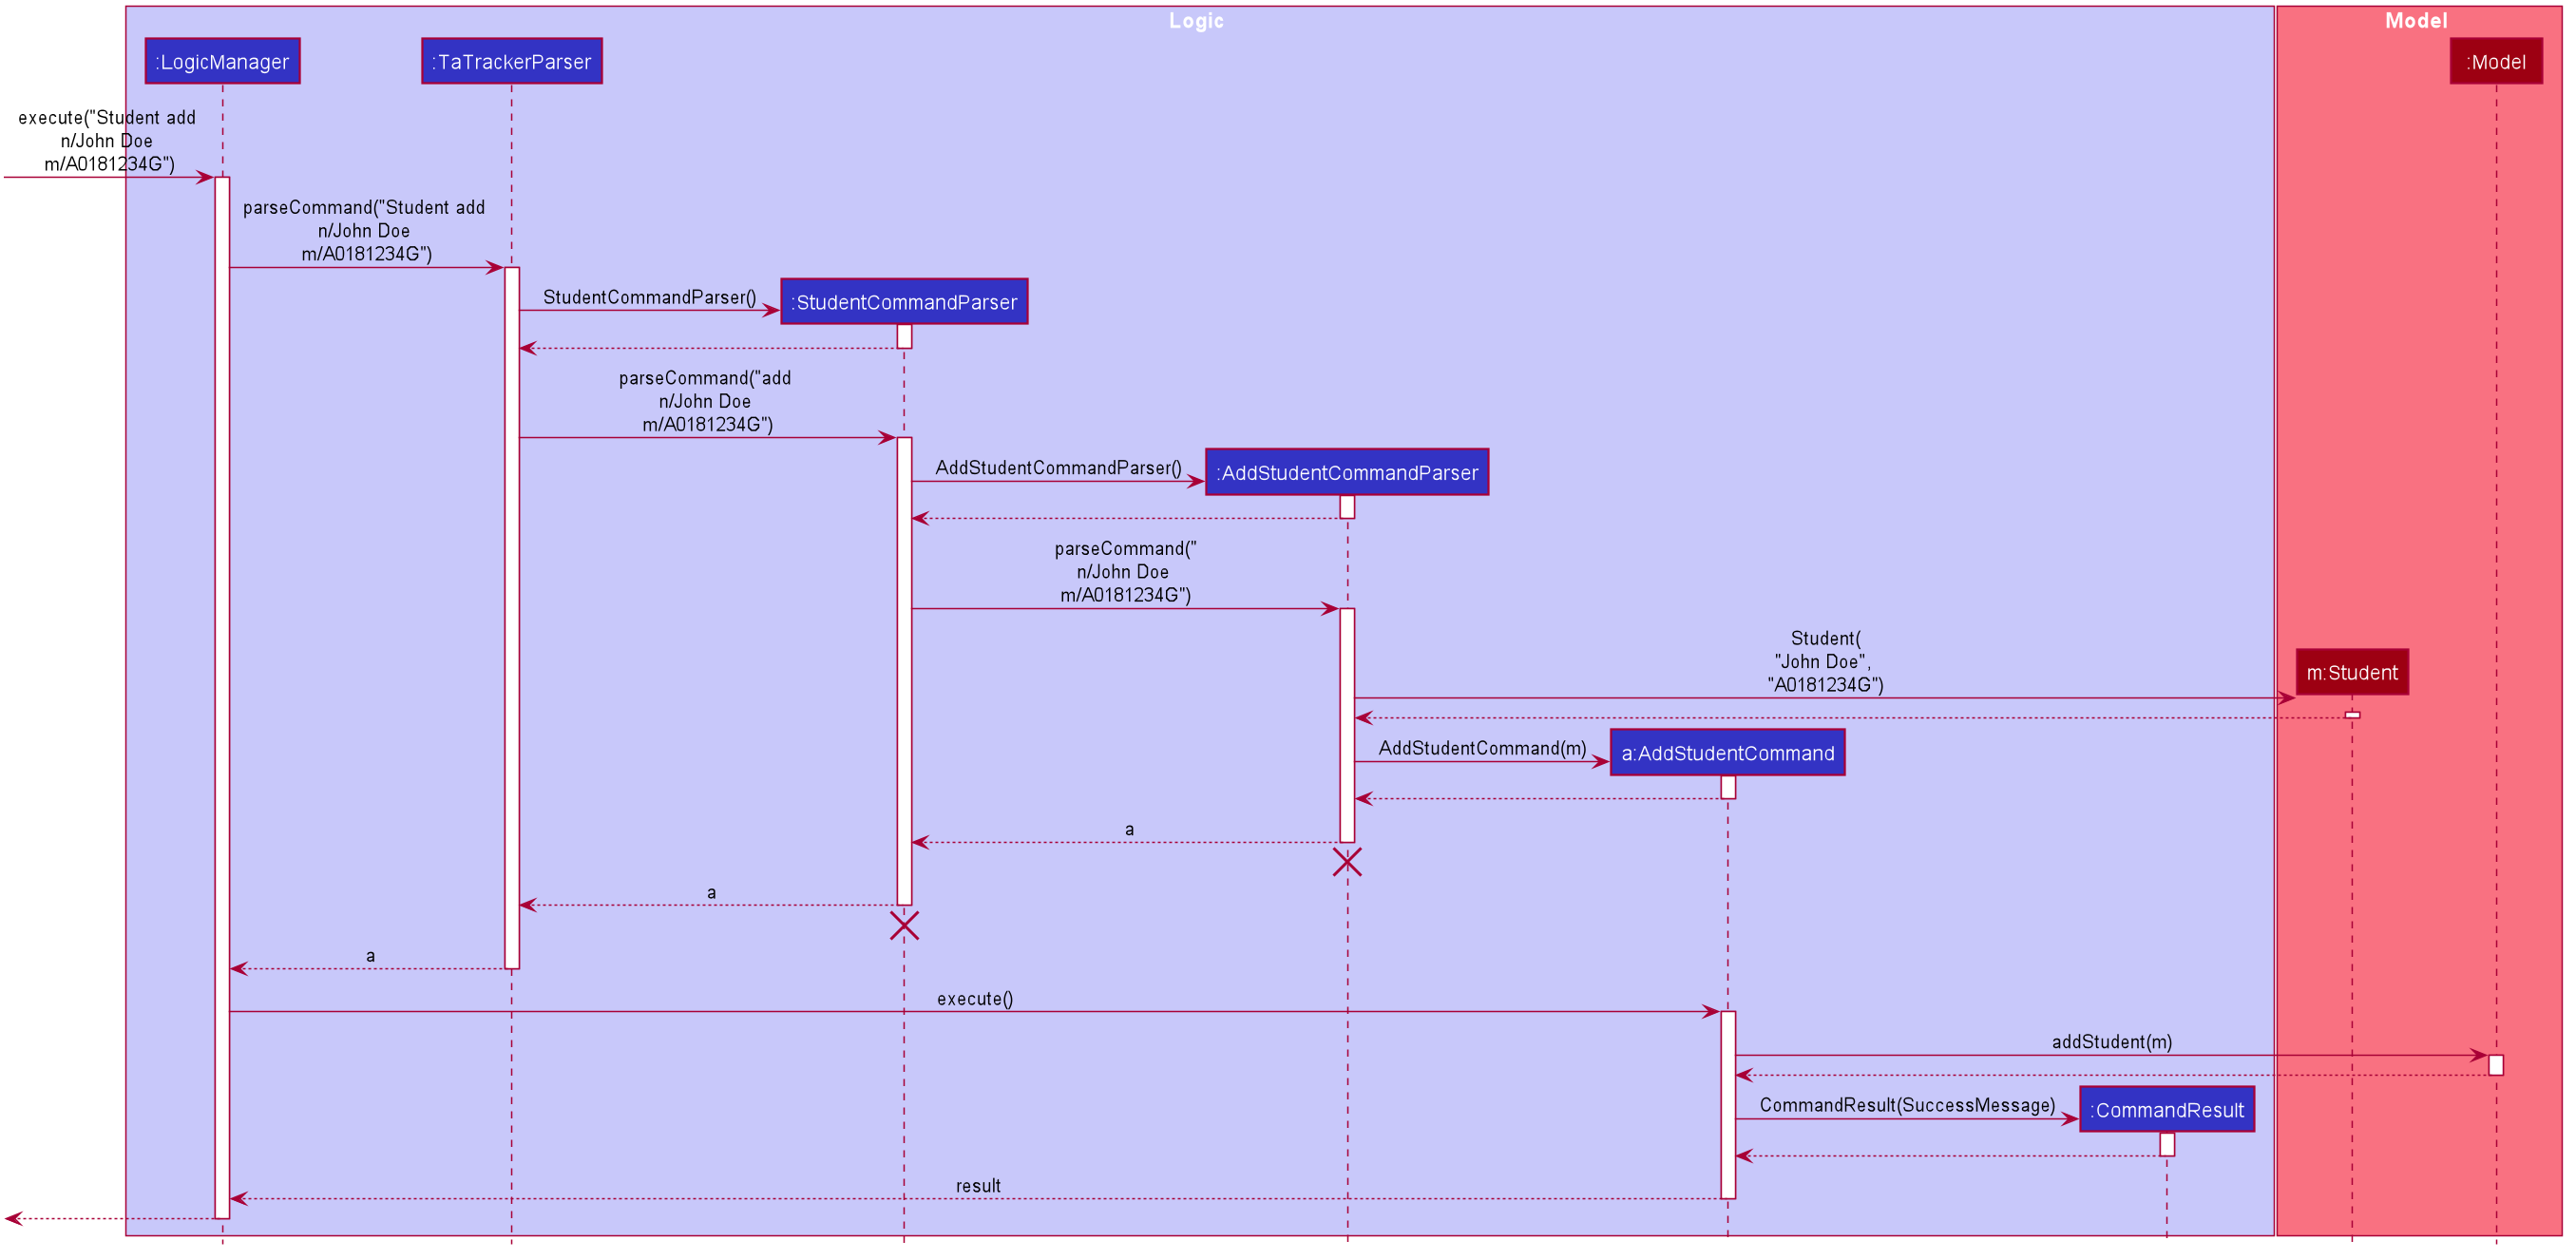 Logic
Model
:LogicManager
:TaTrackerParser
:Model
execute("Student add
n/John Doe
m/A0181234G")
parseCommand("Student add
n/John Doe
m/A0181234G")
StudentCommandParser()
:StudentCommandParser
parseCommand("add
n/John Doe
m/A0181234G")
AddStudentCommandParser()
:AddStudentCommandParser
parseCommand("
n/John Doe
m/A0181234G")
Student(
"John Doe",
"A0181234G")
m:Student
AddStudentCommand(m)
a:AddStudentCommand
a
a
a
execute()
addStudent(m)
CommandResult(SuccessMessage)
:CommandResult
result